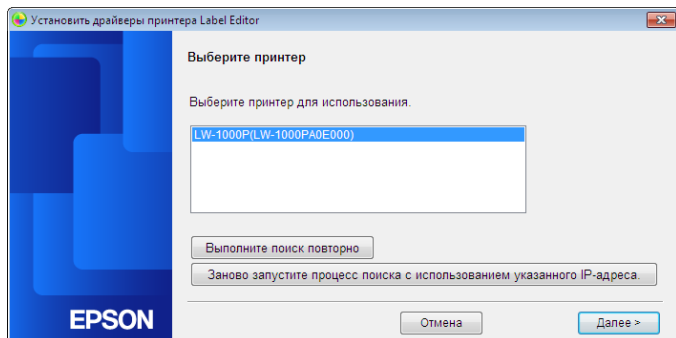 Установить драйверы принтера Label Editor
Выберите принтер
Выберите принтер для использования.
LW-1000P(LW-1000PA0E000)
Выполните поиск повторно
Заново запустите процесс поиска с использованием указанного IP-адреса.
EPSON
Отмена
Далее >